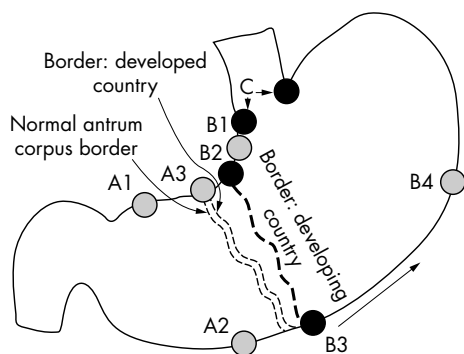 Border: developed
country
Normal antrum
corpus border
C
B1
B2
A3
A1
B4
Border: developing
country
A2
B3